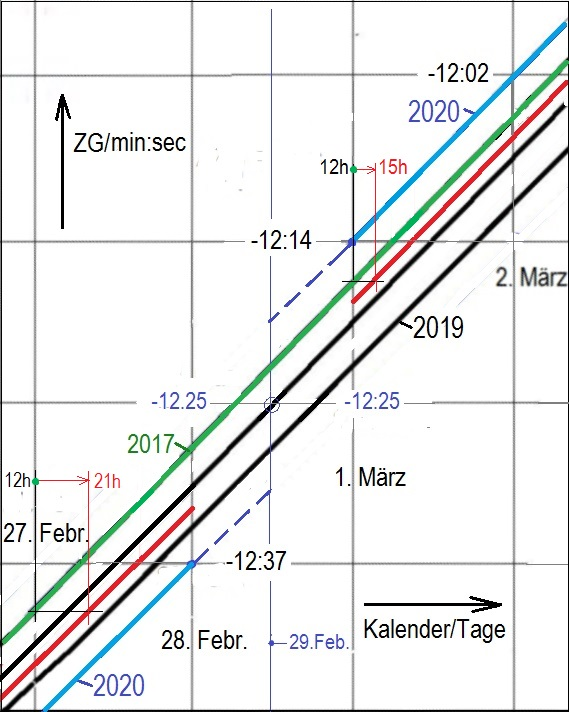 -12:02
2020
ZG/min:sec
12h 15h
-12:14
2. März
2019
-12.25 -12:25
2017
1. März
12h 21h
27. Febr.
-12:37
Kalender/Tage
28. Febr. 29.Feb.
2020